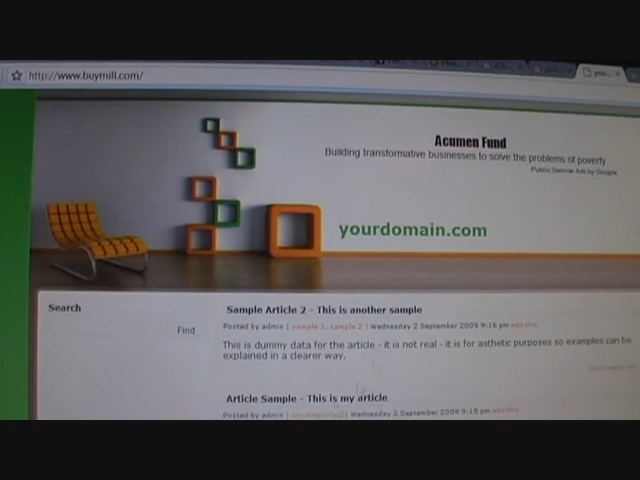 you...
http://www.buymill.com/
Acumen Fund
Building transformative businesses to solve the problems of poverty
Public Service Ads by Google
yourdomain.com
Search
Find
Sample Article 2 - This is another sample
Posted by admin | sample 1, sample 2 | Wednesday 2 September 2009 9:16 pm edit this
This is dummy data for the article - it is not real - it is for asthetic purposes so examples can be
explained in a clearer way.
Article Sample - This is my article
Posted by admin | uncategorized | Wednesday 2 September 2009 9:15 pm edit this